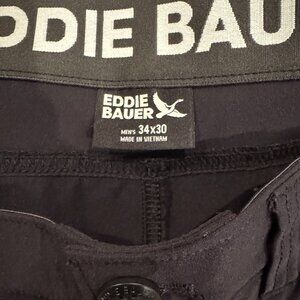 DDIE BAU
EDDIE
BAUER
MEN'S 34X30
MADE IN VIETNAM